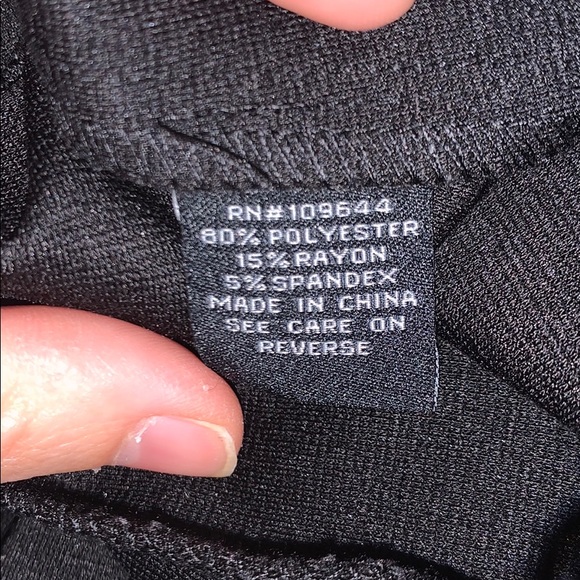 RN#109644
80% POLYESTER
15% RAYON
5% SPANDEX
MADE IN CHINA
SEE CARE ON
REVERSE